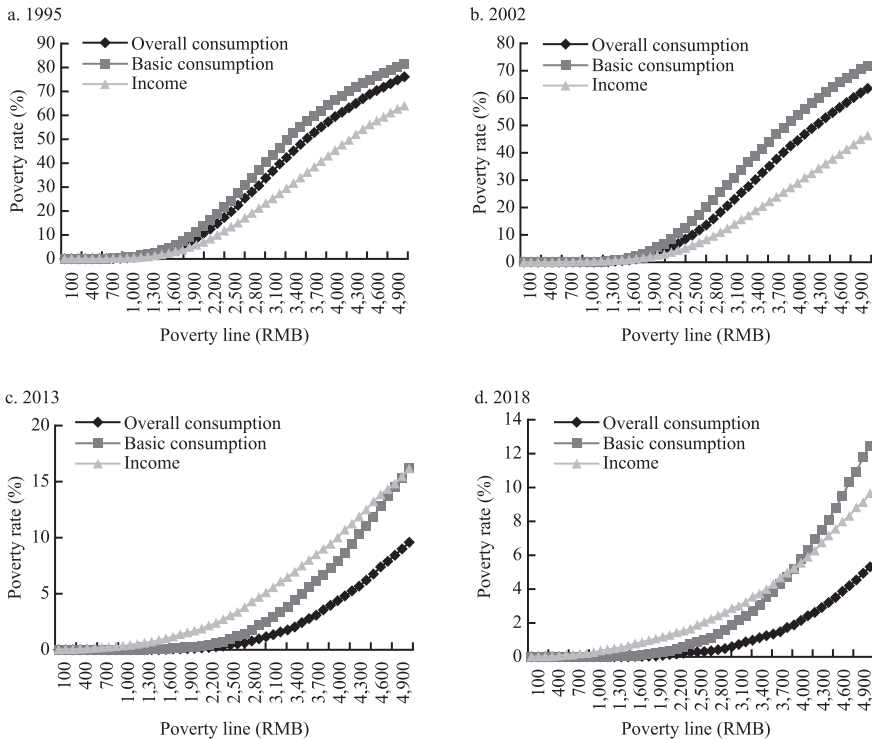 a. 1995
90
80
70
60
50
40
30
20
10
0
Poverty rate (%)
Overall consumption
Basic consumption
Income
100 400 700 1,000 1,300 1,600 1,900 2,200 2,500 2,800 3,100 3,400 3,700 4,000 4,300 4,600 4,900
Poverty line (RMB)
b. 2002
80
70
60
50
40
30
20
10
0
Poverty rate (%)
Overall consumption
Basic consumption
Income
100 400 700 1,000 1,300 1,600 1,900 2,200 2,500 2,800 3,100 3,400 3,700 4,000 4,300 4,600 4,900
Poverty line (RMB)
c. 2013
20
15
10
5
0
Poverty rate (%)
Overall consumption
Basic consumption
Income
100 400 700 1,000 1,300 1,600 1,900 2,200 2,500 2,800 3,100 3,400 3,700 4,000 4,300 4,600 4,900
Poverty line (RMB)
d. 2018
14
12
10
8
6
4
2
0
Poverty rate (%)
Overall consumption
Basic consumption
Income
100 400 700 1,000 1,300 1,600 1,900 2,200 2,500 2,800 3,100 3,400 3,700 4,000 4,300 4,600 4,900
Poverty line (RMB)